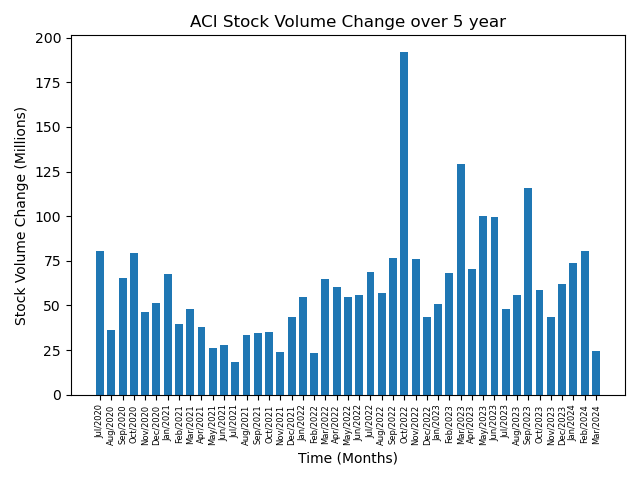 ACI Stock Volume Change over 5 year
Stock Volume Change (Millions)
200
175
150
125
100
75
50
25
0
Jul/2020
Aug/2020
Sep/2020
Oct/2020
Nov/2020
Dec/2020
Jan/2021
Feb/2021
Mar/2021
Apr/2021
May/2021
Jun/2021
Jul/2021
Aug/2021
Sep/2021
Oct/2021
Nov/2021
Dec/2021
Jan/2022
Feb/2022
Mar/2022
Apr/2022
May/2022
Jun/2022
Jul/2022
Aug/2022
Sep/2022
Oct/2022
Nov/2022
Dec/2022
Jan/2023
Feb/2023
Mar/2023
Apr/2023
May/2023
Jun/2023
Jul/2023
Aug/2023
Sep/2023
Oct/2023
Nov/2023
Dec/2023
Jan/2024
Feb/2024
Mar/2024
Time (Months)